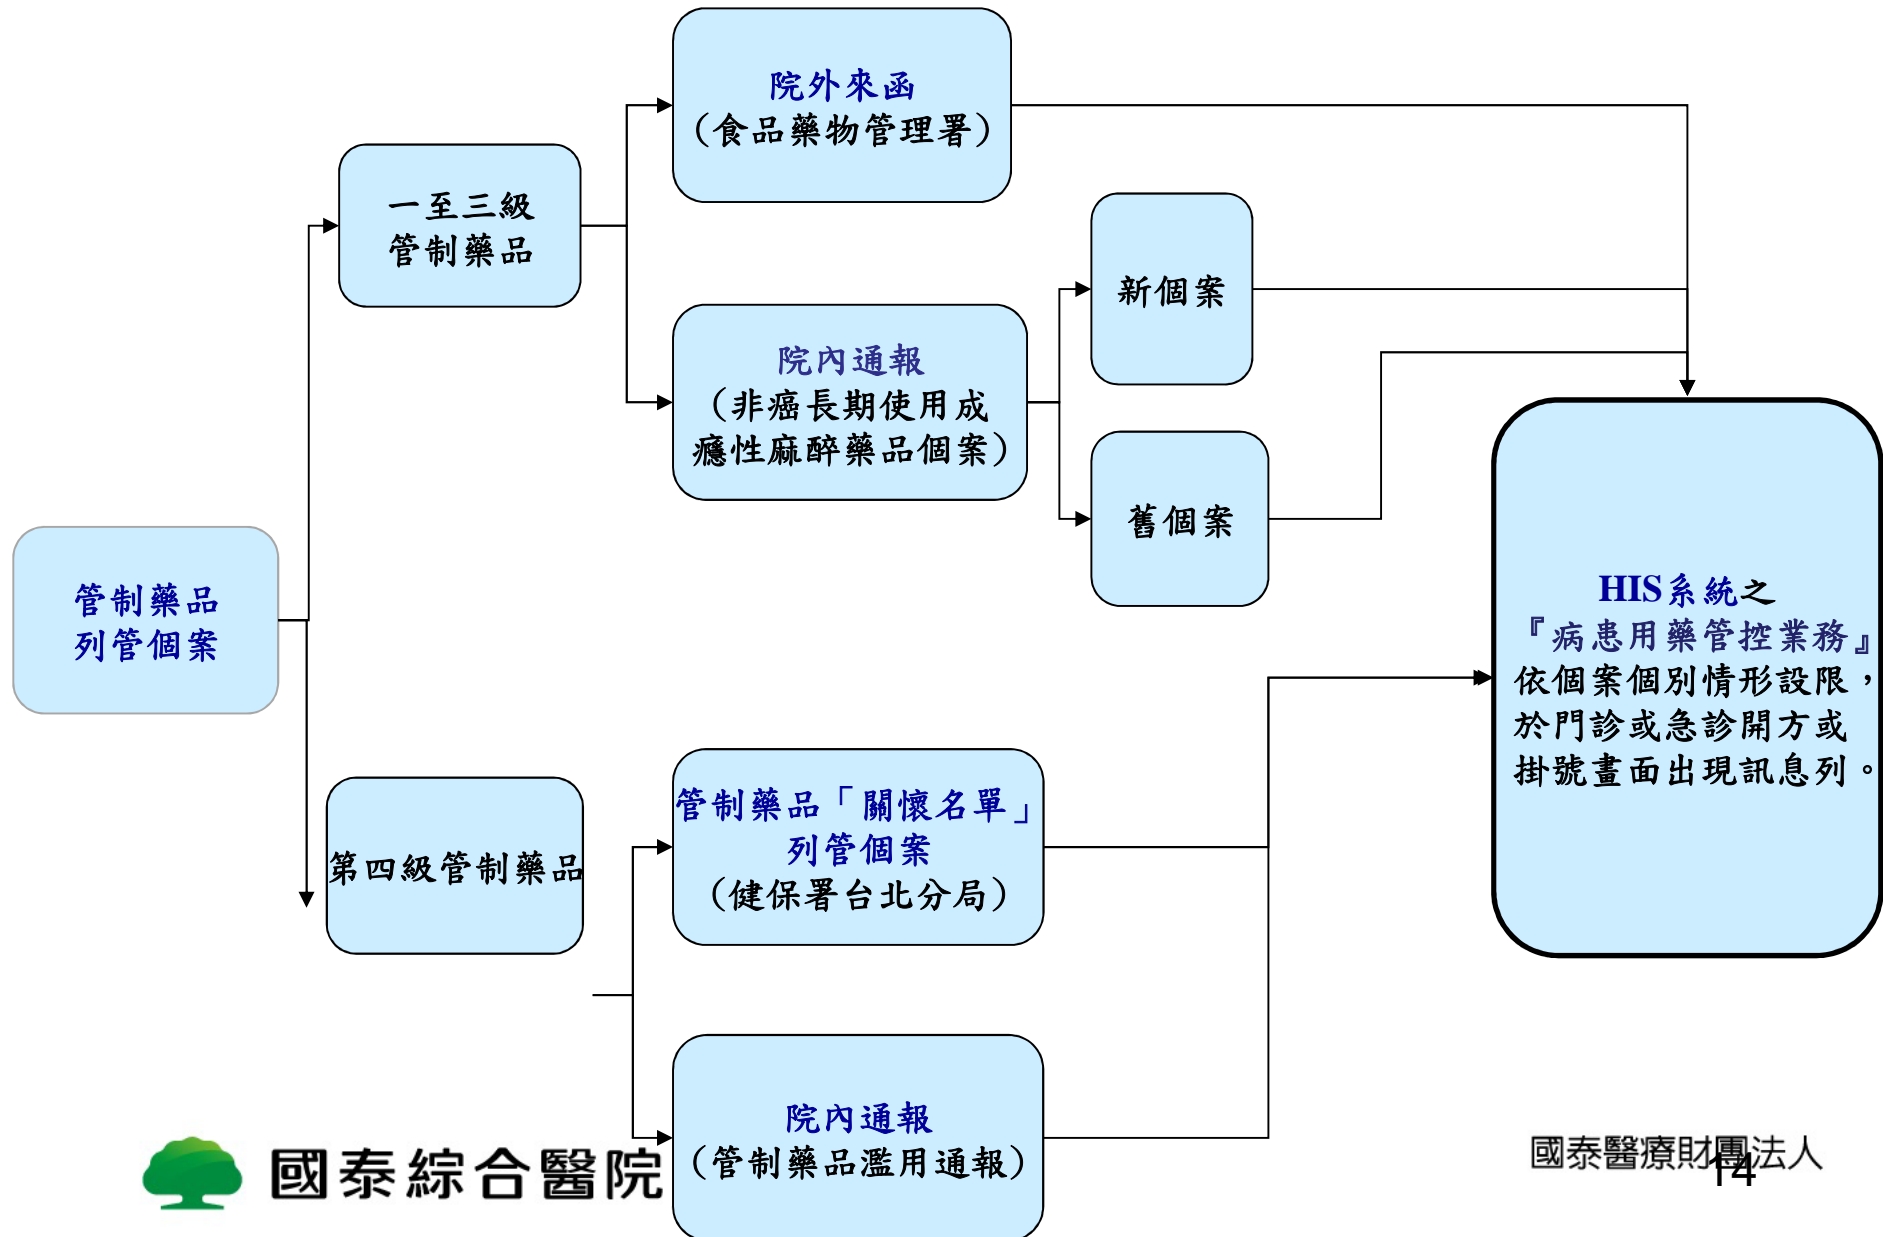 院外來函
（食品藥物管理署）
一至三級
管制藥品
新個案
院內通報
（非癌長期使用成
癮性麻醉藥品個案）
舊個案
管制藥品
列管個案
HIS系統之
『病患用藥管控業務』
依個案個別情形設限，
於門診或急診開方或
掛號畫面出現訊息列。
第四級管制藥品
管制藥品「關懷名單」
列管個案
（健保署台北分局）
院內通報
（管制藥品濫用通報）
國泰綜合醫院
國泰醫療財團法人
14